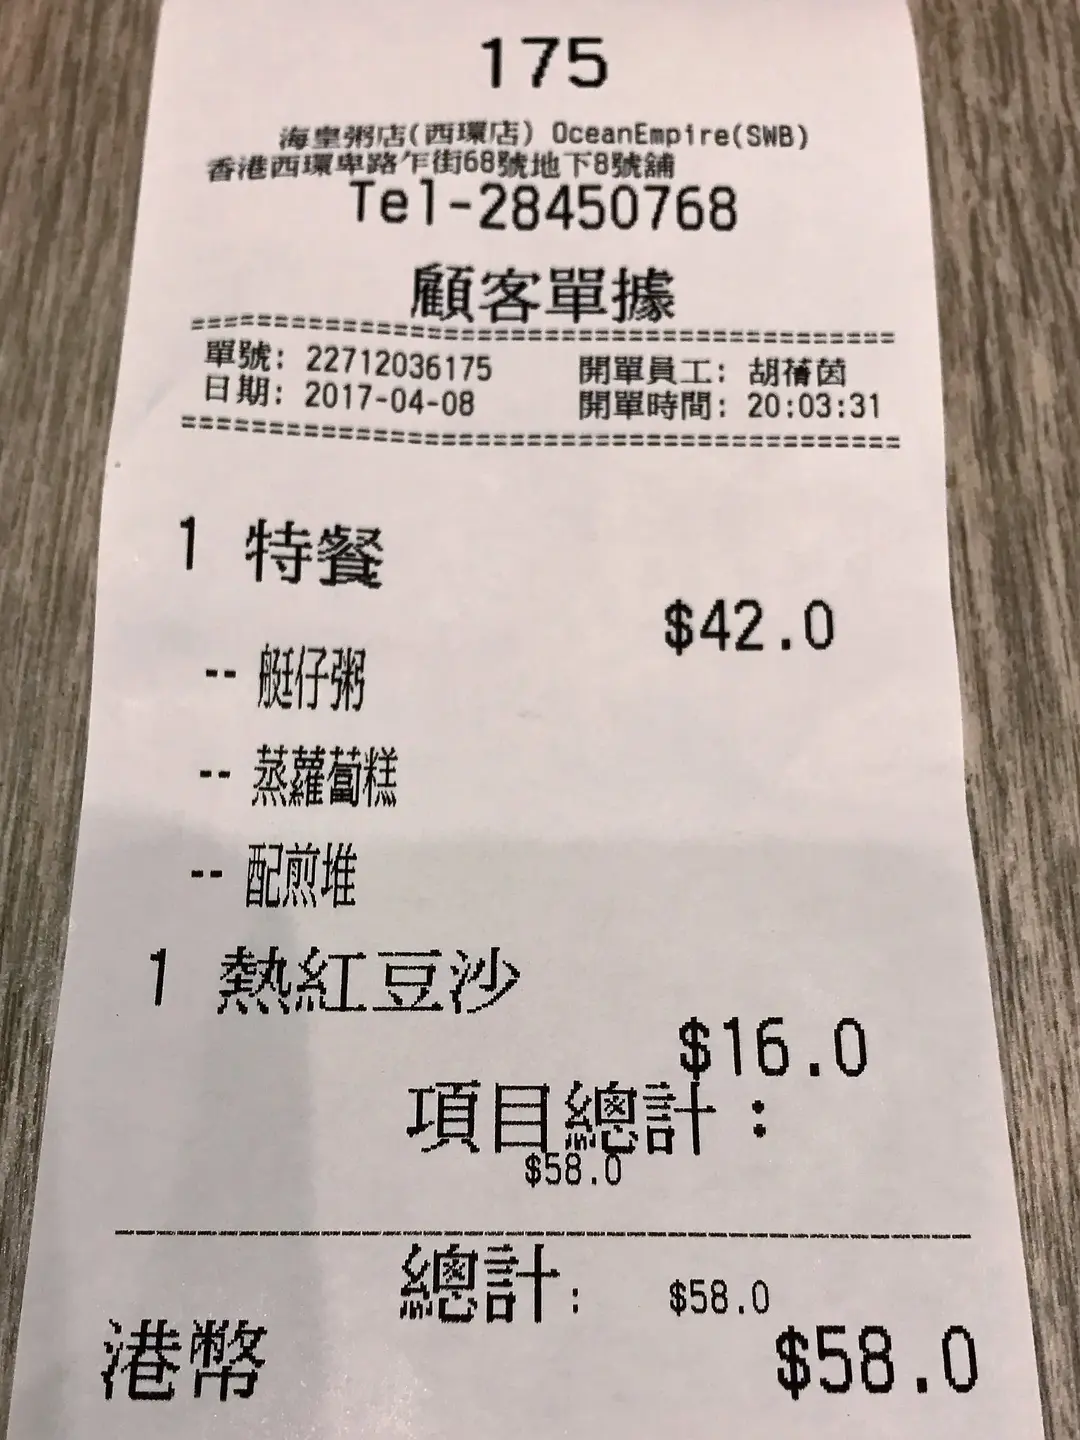 175
海皇粥店(西環店) OceanEmpire(SWB)
香港西環卑路乍街68號地下8號舖
Tel-28450768
顧客單據
========================================
單號: 22712036175 開單員工: 胡蓓茵
日期: 2017-04-08 開單時間: 20:03:31
========================================
1 特餐
$42.0
-- 艇仔粥
-- 蒸蘿蔔糕
-- 配煎堆
1 熱紅豆沙
$16.0
項目總計:
$58.0
總計: $58.0
港幣 $58.0